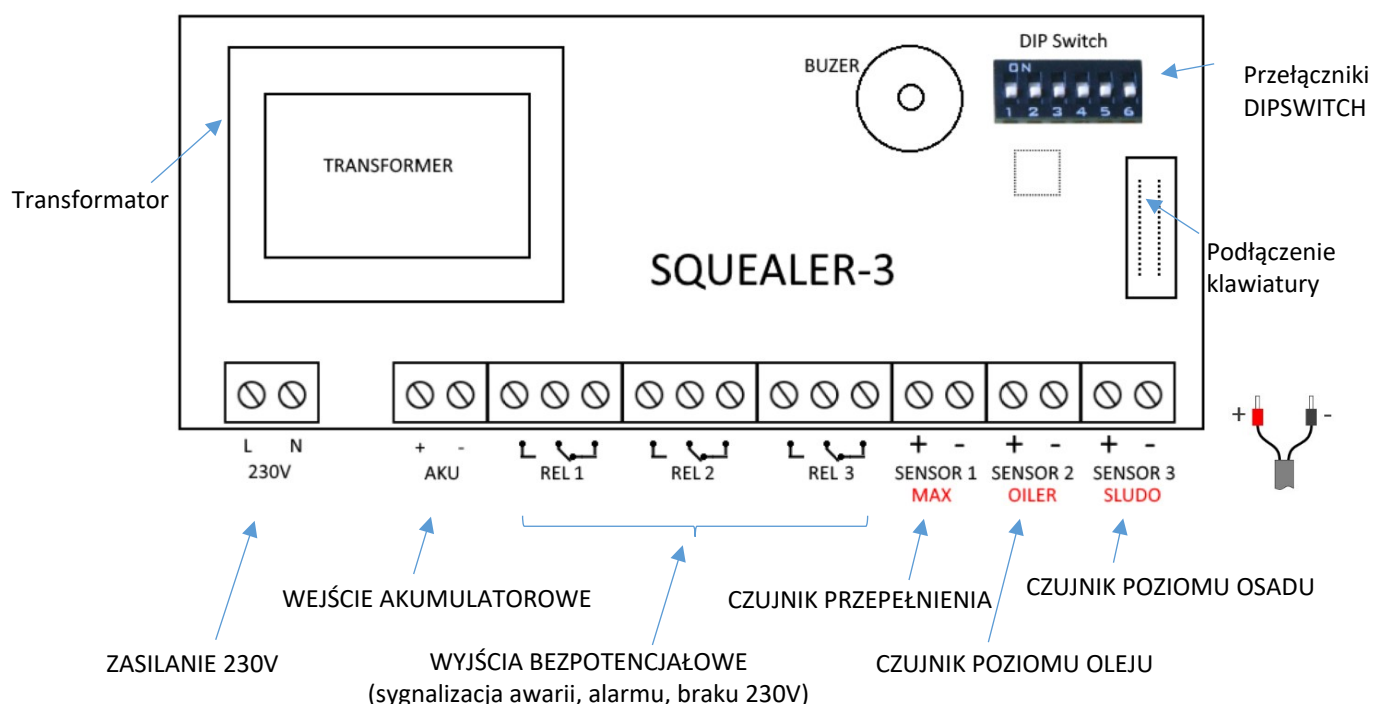 DIP Switch
ON
1 2 3 4 5 6
BUZER
Przełączniki
DIPSWITCH
TRANSFORMER
Transformator
SQUEALER-3
Podłączenie
klawiatury
+ -
L N
230V
+ -
AKU
REL 1
REL 2
REL 3
+ -
SENSOR 1
MAX
+ -
SENSOR 2
OILER
+ -
SENSOR 3
SLUDO
WEJŚCIE AKUMULATOROWE
CZUJNIK PRZEPEŁNIENIA
CZUJNIK POZIOMU OSADU
ZASILANIE 230V
WYJŚCIA BEZPOTENCJAŁOWE
(sygnalizacja awarii, alarmu, braku 230V)
CZUJNIK POZIOMU OLEJU